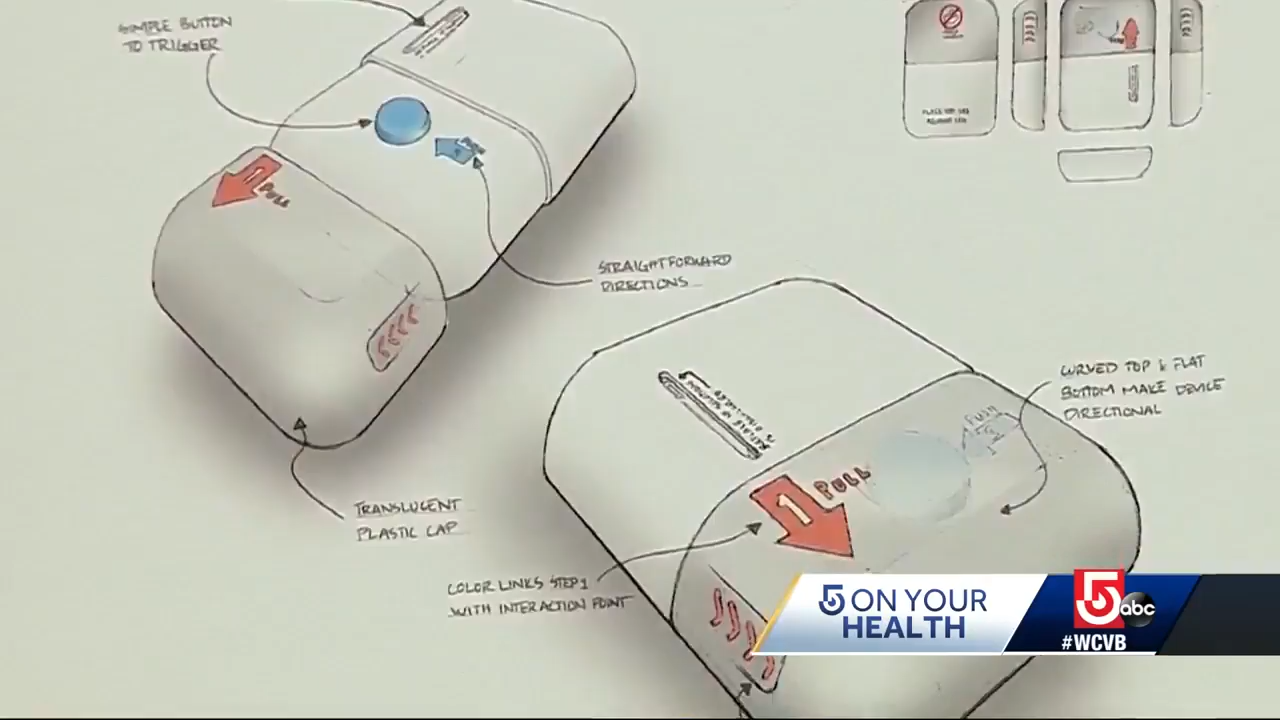 SIMPLE BUTTON
TO TRIGGER
PULL
STRAIGHTFORWARD
DIRECTIONS
TRANSLUCENT
PLASTIC CAP
CURVED TOP & FLAT
BOTTOM MAKE DEVICE
DIRECTIONAL
PUSH
1 PULL
COLOR LINKS STEP 1
WITH INTERACTION POINT
5 ON YOUR
HEALTH
5 abc
#WCVB